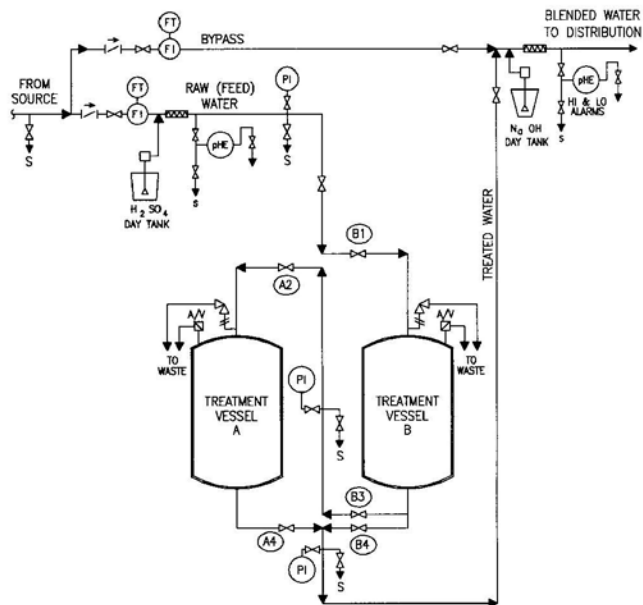 FT
FI
BYPASS
BLENDED WATER
TO DISTRIBUTION
FROM
SOURCE
FT
FI
RAW (FEED)
WATER
PI
pHE
HI & LO
ALARMS
S
S
S
S
pHE
H2SO4
DAY TANK
NaOH
DAY TANK
TREATED WATER
B1
A2
A/V
TO
WASTE
A/V
TO
WASTE
TREATMENT
VESSEL
A
PI
S
TREATMENT
VESSEL
B
B3
A4
B4
PI
S